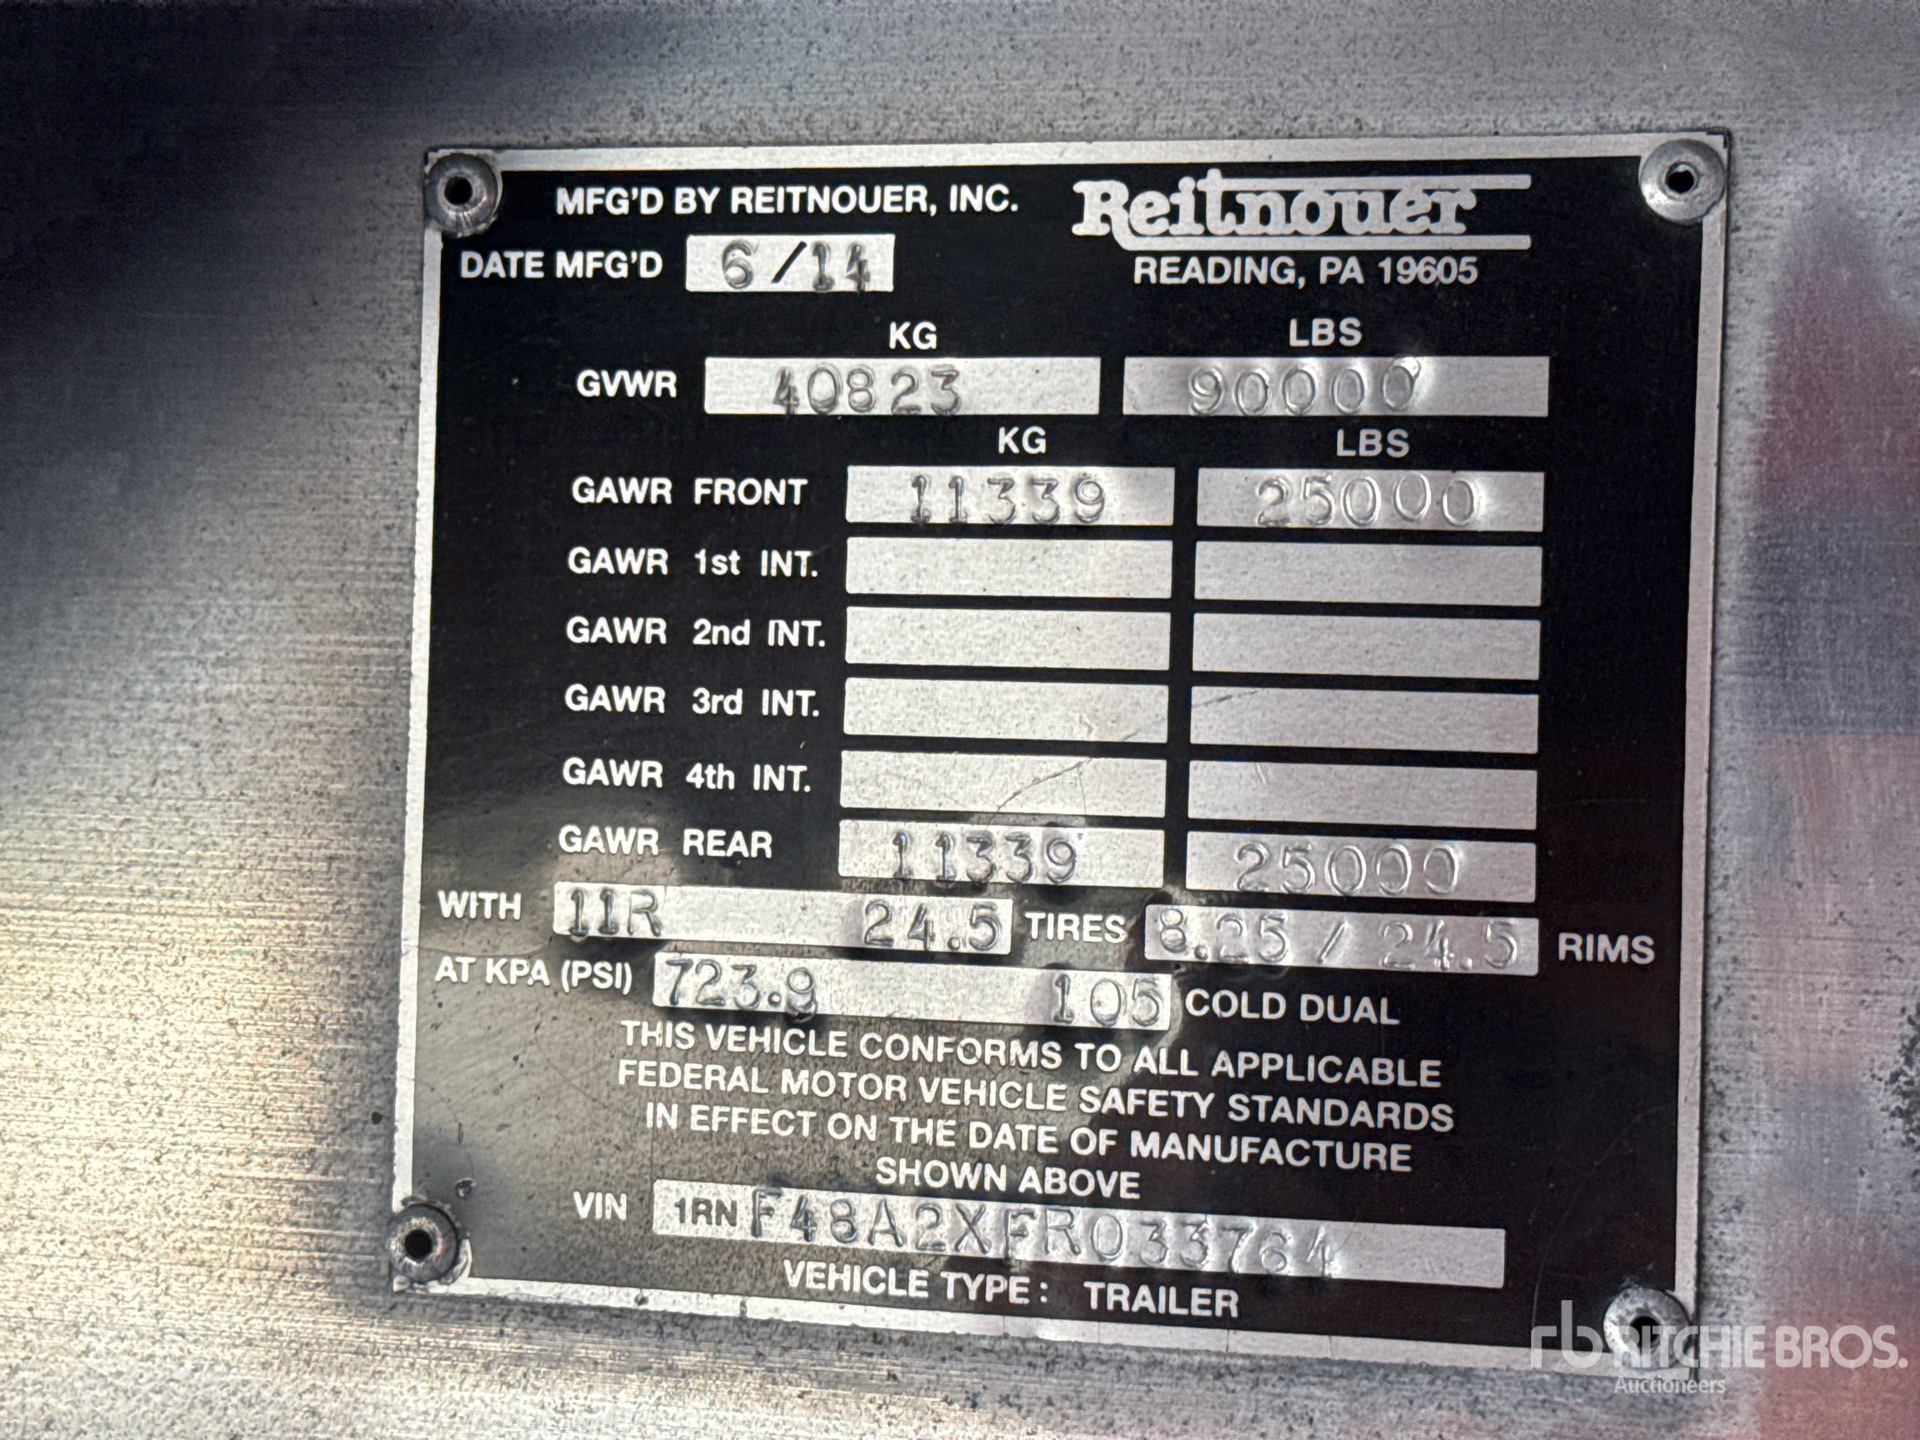 MFG'D BY REITNOUER, INC. Reitnouer
DATE MFG'D 6/14 READING, PA 19605
KG LBS
GVWR 40823 90000
KG LBS
GAWR FRONT 11339 25000
GAWR 1st INT.
GAWR 2nd INT.
GAWR 3rd INT.
GAWR 4th INT.
GAWR REAR 11339 25000
WITH 11R 24.5 TIRES 8.25 / 24.5 RIMS
AT KPA (PSI) 723.9 105 COLD DUAL
THIS VEHICLE CONFORMS TO ALL APPLICABLE
FEDERAL MOTOR VEHICLE SAFETY STANDARDS
IN EFFECT ON THE DATE OF MANUFACTURE
SHOWN ABOVE
VIN 1RNF48A2XFR033764
VEHICLE TYPE: TRAILER
rb RITCHIE BROS.
Auctioneers